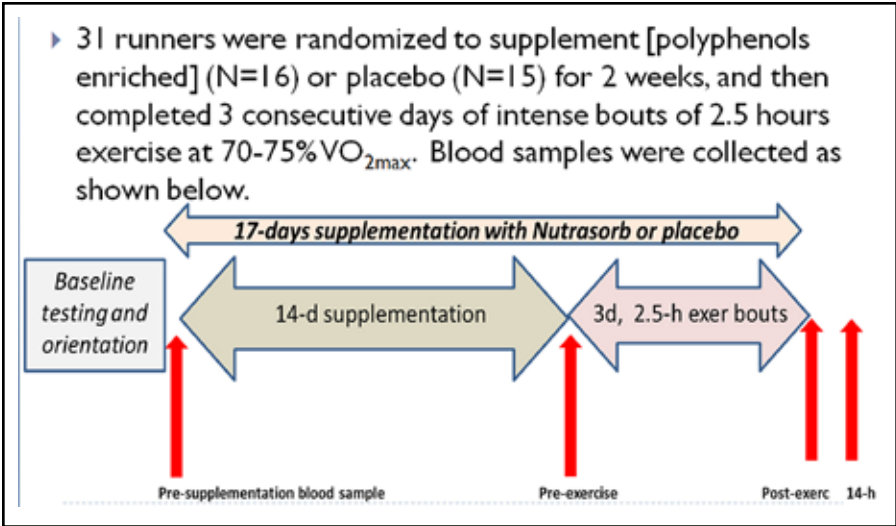 31 runners were randomized to supplement [polyphenols
enriched] (N=16) or placebo (N=15) for 2 weeks, and then
completed 3 consecutive days of intense bouts of 2.5 hours
exercise at 70-75% VO2max. Blood samples were collected as
shown below.
17-days supplementation with Nutrasorb or placebo
Baseline
testing and
orientation
14-d supplementation
3d, 2.5-h exer bouts
Pre-supplementation blood sample
Pre-exercise
Post-exerc
14-h